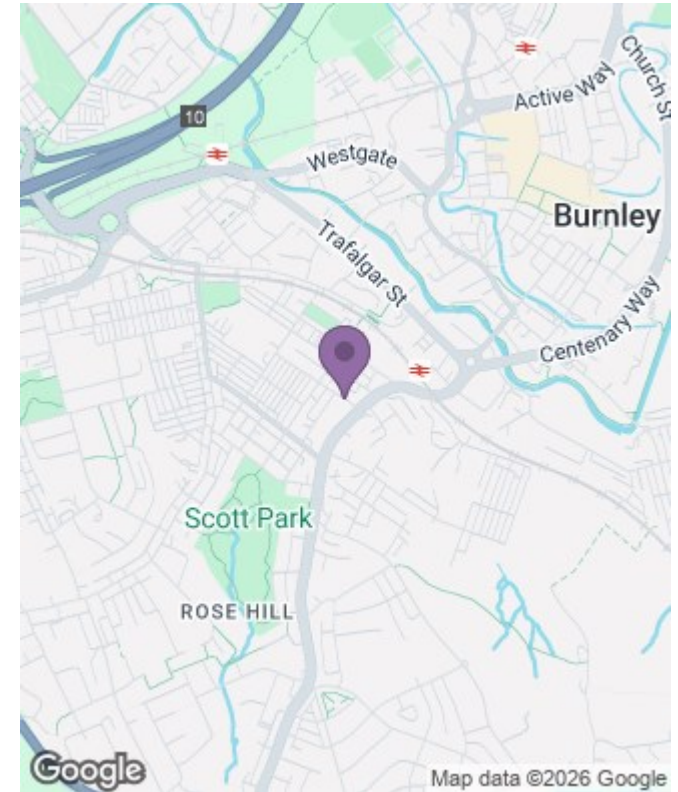 Church St
Active Way
10
Westgate
Burnley
Trafalgar St
Centenary Way
Scott Park
ROSE HILL
Google
Map data ©2026 Google